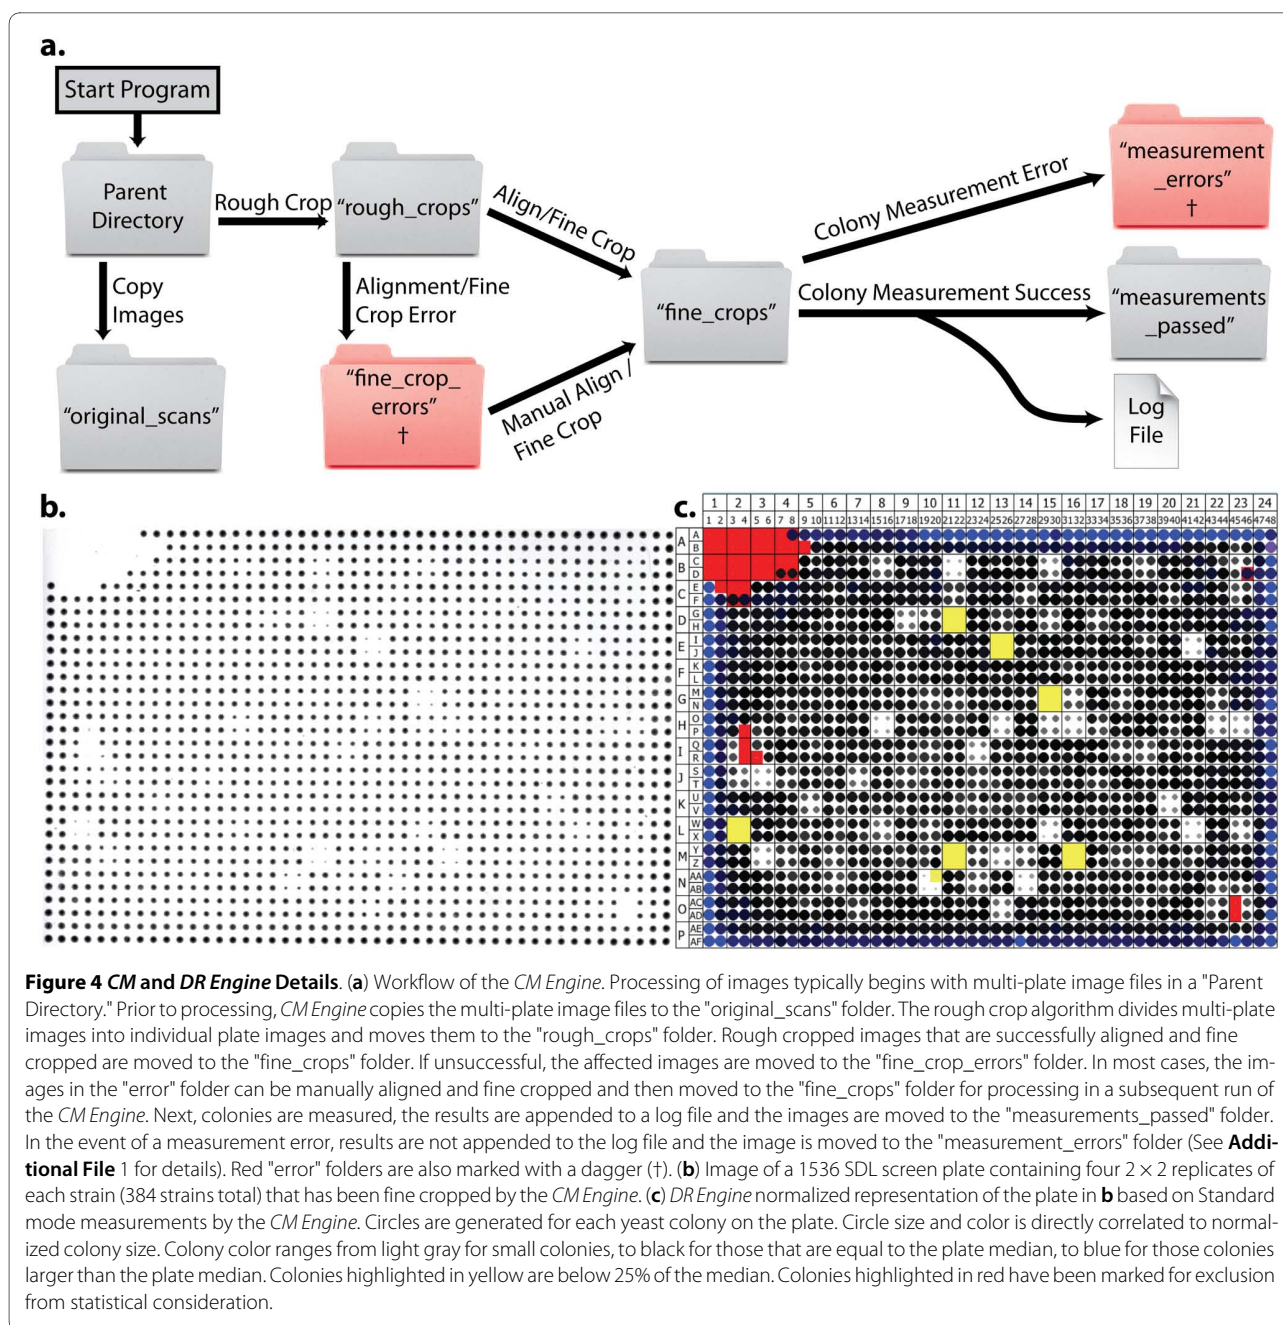 a.
Start Program
Parent
Directory
Rough Crop
"rough_crops"
Align/Fine Crop
Copy
Images
Alignment/Fine
Crop Error
"original_scans"
"fine_crop_
errors"
†
Manual Align /
Fine Crop
"fine_crops"
Colony Measurement Error
"measurement
_errors"
†
Colony Measurement Success
"measurements
_passed"
Log
File
b.
c.
1 2 3 4 5 6 7 8 9 10 11 12 13 14 15 16 17 18 19 20 21 22 23 24
1 2 3 4 5 6 7 8 9 10 11 12 13 14 15 16 17 18 19 20 21 22 23 24 25 26 27 28 29 30 31 32 33 34 35 36 37 38 39 40 41 42 43 44 45 46 47 48
A A
B
B C
D
C E
F
D G
H
E I
J
F K
L
G M
N
H O
P
I Q
R
J S
T
K U
V
L W
X
M Y
Z
N AA
AB
O AC
AD
P AE
AF
Figure 4 CM and DR Engine Details. (a) Workflow of the CM Engine. Processing of images typically begins with multi-plate image files in a "Parent
Directory." Prior to processing, CM Engine copies the multi-plate image files to the "original_scans" folder. The rough crop algorithm divides multi-plate
images into individual plate images and moves them to the "rough_crops" folder. Rough cropped images that are successfully aligned and fine
cropped are moved to the "fine_crops" folder. If unsuccessful, the affected images are moved to the "fine_crop_errors" folder. In most cases, the im-
ages in the "error" folder can be manually aligned and fine cropped and then moved to the "fine_crops" folder for processing in a subsequent run of
the CM Engine. Next, colonies are measured, the results are appended to a log file and the images are moved to the "measurements_passed" folder.
In the event of a measurement error, results are not appended to the log file and the image is moved to the "measurement_errors" folder (See Addi-
tional File 1 for details). Red "error" folders are also marked with a dagger (†). (b) Image of a 1536 SDL screen plate containing four 2 × 2 replicates of
each strain (384 strains total) that has been fine cropped by the CM Engine. (c) DR Engine normalized representation of the plate in b based on Standard
mode measurements by the CM Engine. Circles are generated for each yeast colony on the plate. Circle size and color is directly correlated to normal-
ized colony size. Colony color ranges from light gray for small colonies, to black for those that are equal to the plate median, to blue for those colonies
larger than the plate median. Colonies highlighted in yellow are below 25% of the median. Colonies highlighted in red have been marked for exclusion
from statistical consideration.